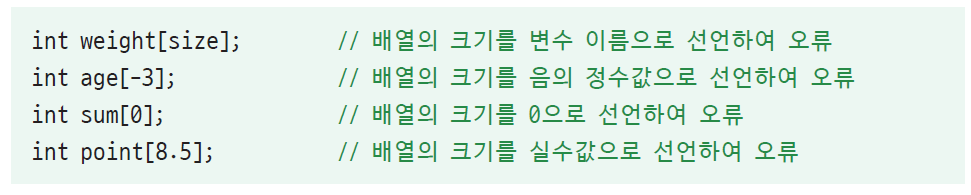 int weight[size]; // 배열의 크기를 변수 이름으로 선언하여 오류
int age[-3]; // 배열의 크기를 음의 정수값으로 선언하여 오류
int sum[0]; // 배열의 크기를 0으로 선언하여 오류
int point[8.5]; // 배열의 크기를 실수값으로 선언하여 오류